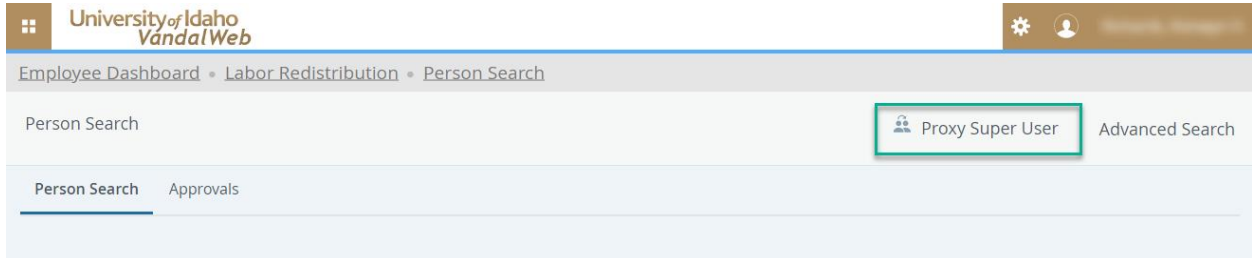 University of Idaho
VandalWeb
Employee Dashboard • Labor Redistribution • Person Search
Person Search
Proxy Super User
Advanced Search
Person Search
Approvals